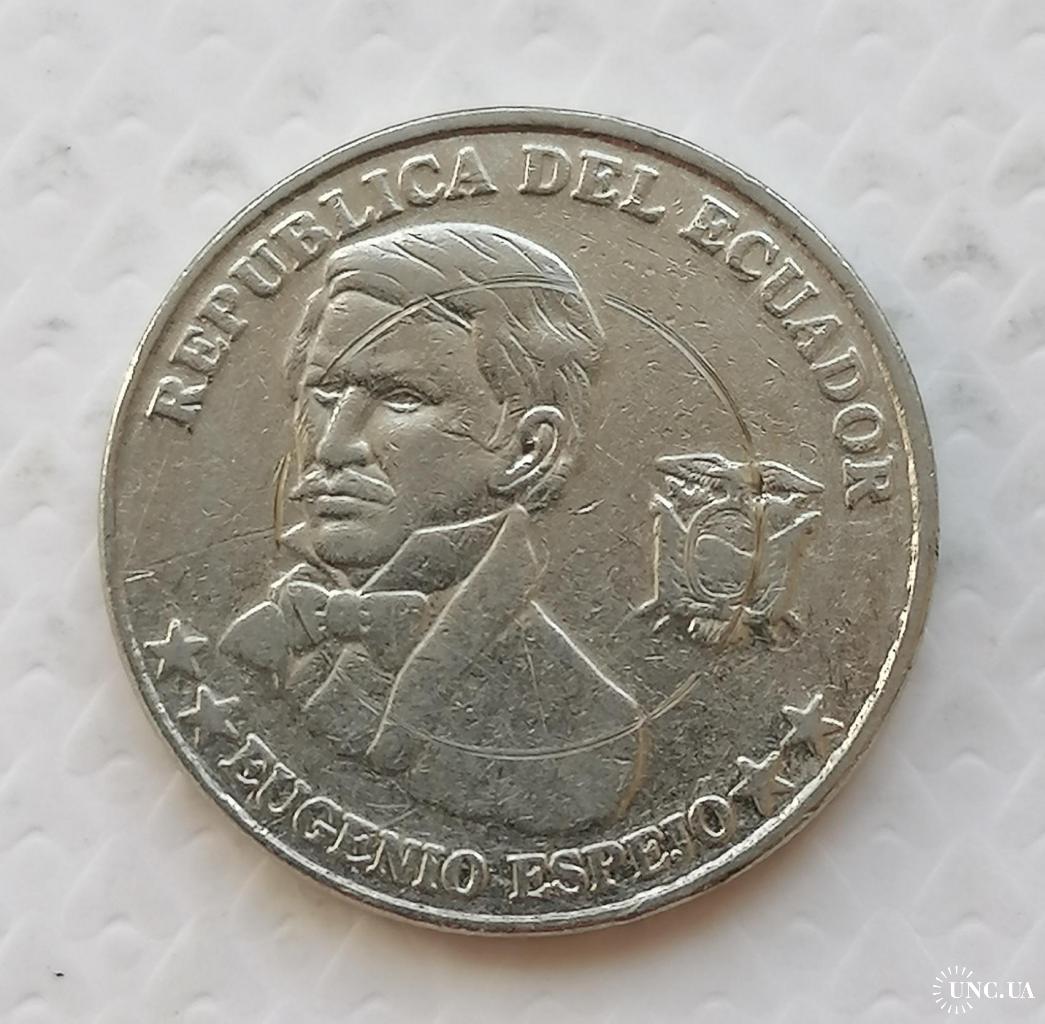 REPUBLICA DEL ECUADOR
EUGENIO ESPEJO
UNC.UA